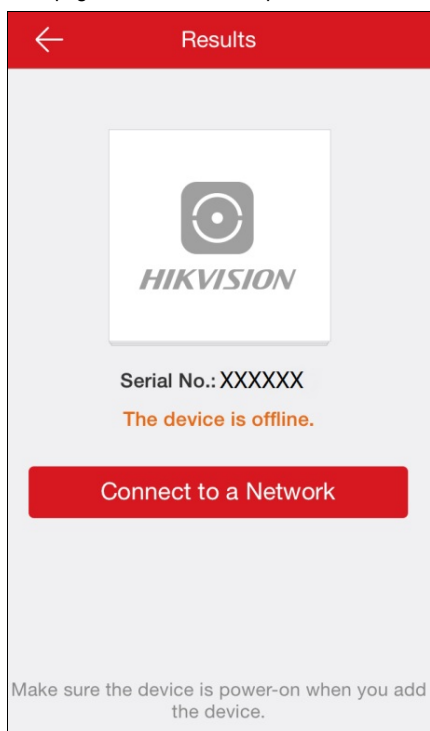 Results
HIKVISION
Serial No.: XXXXXX
The device is offline.
Connect to a Network
Make sure the device is power-on when you add
the device.